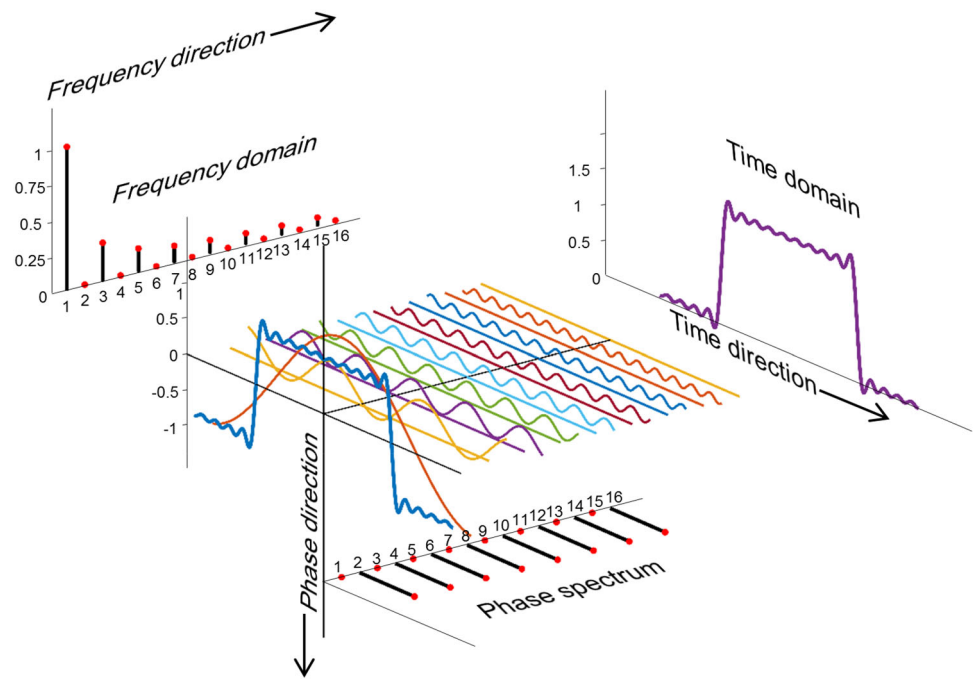 Frequency direction
Frequency domain
1
0.75
0.5
0.25
0
1 2 3 4 5 6 7 8 9 10 11 12 13 14 15 16
1
0.5
0
-0.5
-1
Time domain
1.5
1
0.5
0
Time direction
Phase direction
1 2 3 4 5 6 7 8 9 10 11 12 13 14 15 16
Phase spectrum